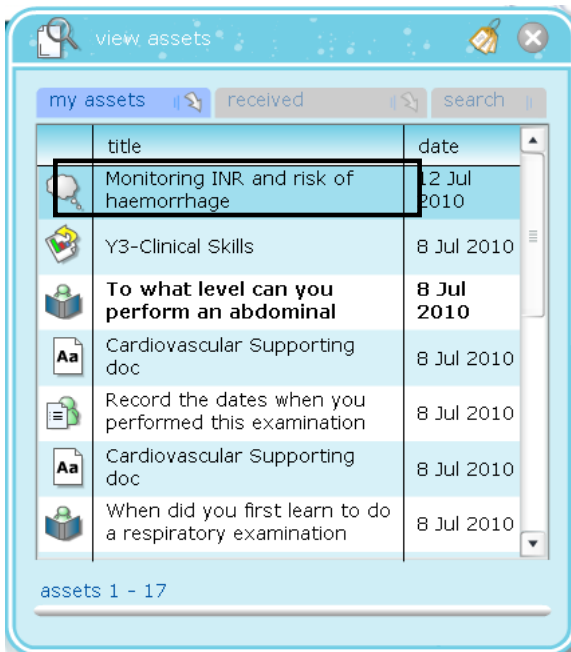 view assets
my assets received search
title date
Monitoring INR and risk of 12 Jul
haemorrhage 2010
Y3-Clinical Skills 8 Jul 2010
To what level can you 8 Jul
perform an abdominal 2010
Aa Cardiovascular Supporting
doc 8 Jul 2010
Record the dates when you
performed this examination 8 Jul 2010
Aa Cardiovascular Supporting
doc 8 Jul 2010
When did you first learn to do
a respiratory examination 8 Jul 2010
assets 1 - 17